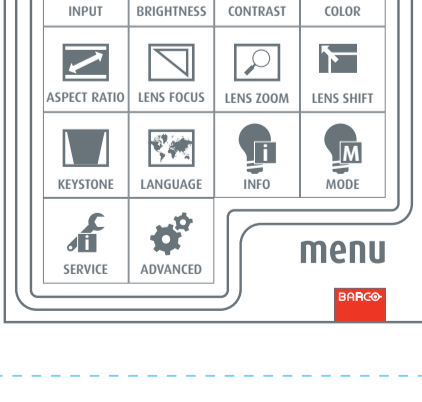 INPUT BRIGHTNESS CONTRAST COLOR
ASPECT RATIO LENS FOCUS LENS ZOOM LENS SHIFT
i M
KEYSTONE LANGUAGE INFO MODE
i
SERVICE ADVANCED
menu
BARCO